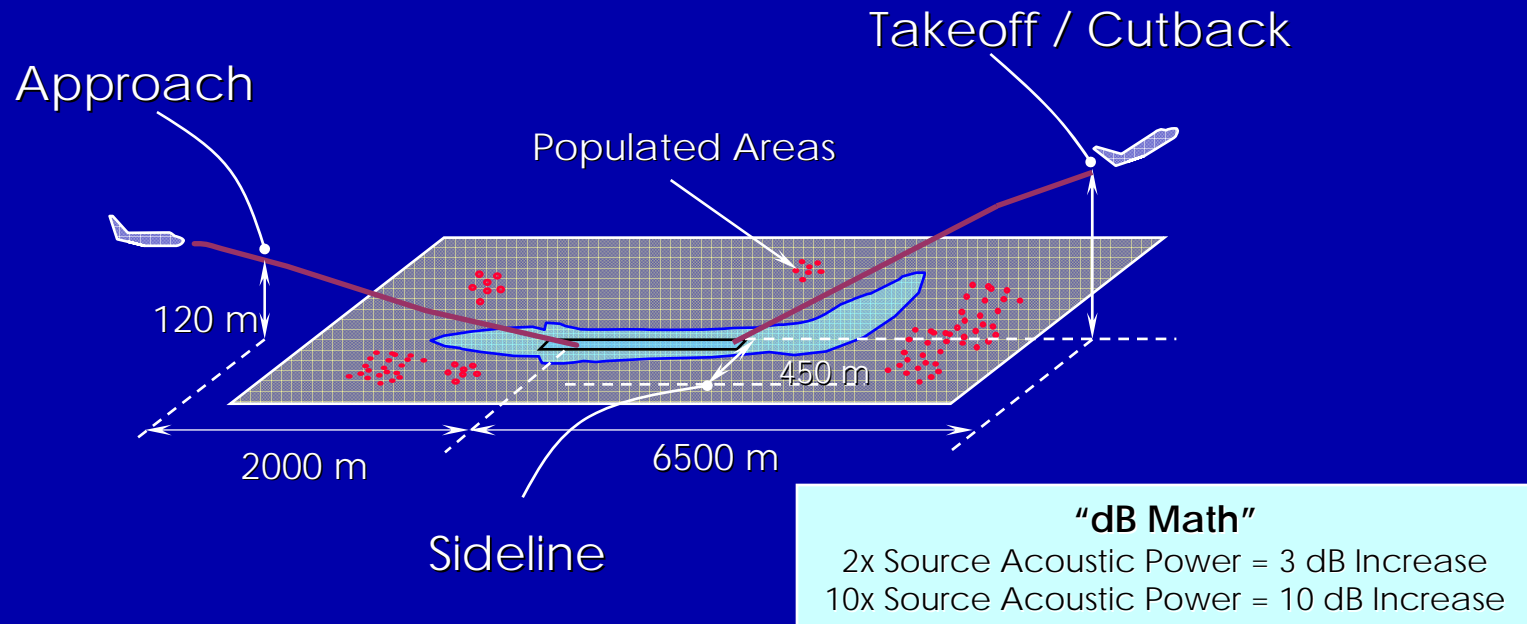 Takeoff / Cutback
Approach
Populated Areas
120 m
450 m
2000 m
6500 m
Sideline
“dB Math”
2x Source Acoustic Power = 3 dB Increase
10x Source Acoustic Power = 10 dB Increase